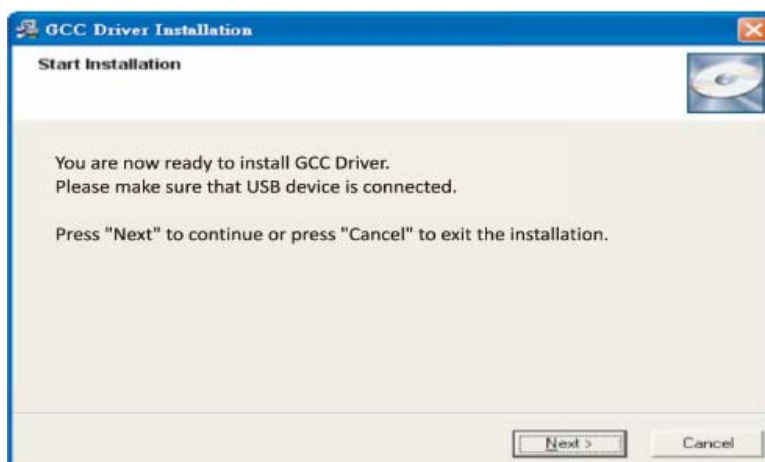 GCC Driver Installation
Start Installation
You are now ready to install GCC Driver.
Please make sure that USB device is connected.
Press "Next" to continue or press "Cancel" to exit the installation.
Next >
Cancel